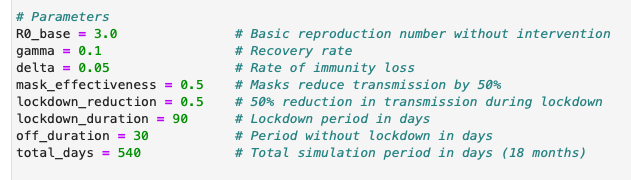 # Parameters
R0_base = 3.0 # Basic reproduction number without intervention
gamma = 0.1 # Recovery rate
delta = 0.05 # Rate of immunity loss
mask_effectiveness = 0.5 # Masks reduce transmission by 50%
lockdown_reduction = 0.5 # 50% reduction in transmission during lockdown
lockdown_duration = 90 # Lockdown period in days
off_duration = 30 # Period without lockdown in days
total_days = 540 # Total simulation period in days (18 months)